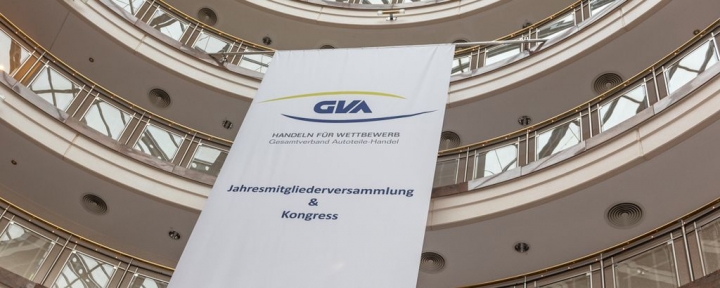 GVA
HANDELN FÜR WETTBEWERB
Gesamtverband Autoteile-Handel
Jahresmitgliederversammlung
&
Kongress